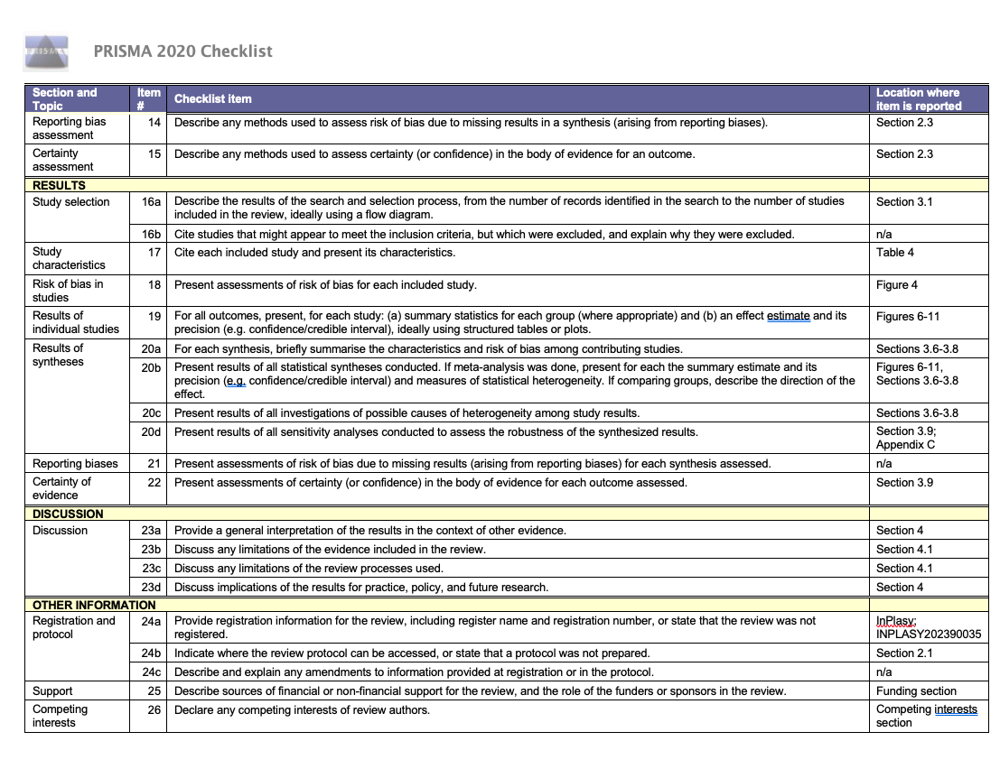 PRISMA
PRISMA 2020 Checklist
Section and
Topic
Item
#
Checklist item
Location where
item is reported
Reporting bias
assessment
14
Describe any methods used to assess risk of bias due to missing results in a synthesis (arising from reporting biases).
Section 2.3
Certainty
assessment
15
Describe any methods used to assess certainty (or confidence) in the body of evidence for an outcome.
Section 2.3
RESULTS
Study selection
16a
Describe the results of the search and selection process, from the number of records identified in the search to the number of studies
included in the review, ideally using a flow diagram.
Section 3.1
16b
Cite studies that might appear to meet the inclusion criteria, but which were excluded, and explain why they were excluded.
n/a
Study
characteristics
17
Cite each included study and present its characteristics.
Table 4
Risk of bias in
studies
18
Present assessments of risk of bias for each included study.
Figure 4
Results of
individual studies
19
For all outcomes, present, for each study: (a) summary statistics for each group (where appropriate) and (b) an effect estimate and its
precision (e.g. confidence/credible interval), ideally using structured tables or plots.
Figures 6-11
Results of
syntheses
20a
For each synthesis, briefly summarise the characteristics and risk of bias among contributing studies.
Sections 3.6-3.8
20b
Present results of all statistical syntheses conducted. If meta-analysis was done, present for each the summary estimate and its
precision (e.g. confidence/credible interval) and measures of statistical heterogeneity. If comparing groups, describe the direction of the
effect.
Figures 6-11,
Sections 3.6-3.8
20c
Present results of all investigations of possible causes of heterogeneity among study results.
Sections 3.6-3.8
20d
Present results of all sensitivity analyses conducted to assess the robustness of the synthesized results.
Section 3.9;
Appendix C
Reporting biases
21
Present assessments of risk of bias due to missing results (arising from reporting biases) for each synthesis assessed.
n/a
Certainty of
evidence
22
Present assessments of certainty (or confidence) in the body of evidence for each outcome assessed.
Section 3.9
DISCUSSION
Discussion
23a
Provide a general interpretation of the results in the context of other evidence.
Section 4
23b
Discuss any limitations of the evidence included in the review.
Section 4.1
23c
Discuss any limitations of the review processes used.
Section 4.1
23d
Discuss implications of the results for practice, policy, and future research.
Section 4
OTHER INFORMATION
Registration and
protocol
24a
Provide registration information for the review, including register name and registration number, or state that the review was not
registered.
InPlasy;
INPLASY202390035
24b
Indicate where the review protocol can be accessed, or state that a protocol was not prepared.
Section 2.1
24c
Describe and explain any amendments to information provided at registration or in the protocol.
n/a
Support
25
Describe sources of financial or non-financial support for the review, and the role of the funders or sponsors in the review.
Funding section
Competing
interests
26
Declare any competing interests of review authors.
Competing interests
section